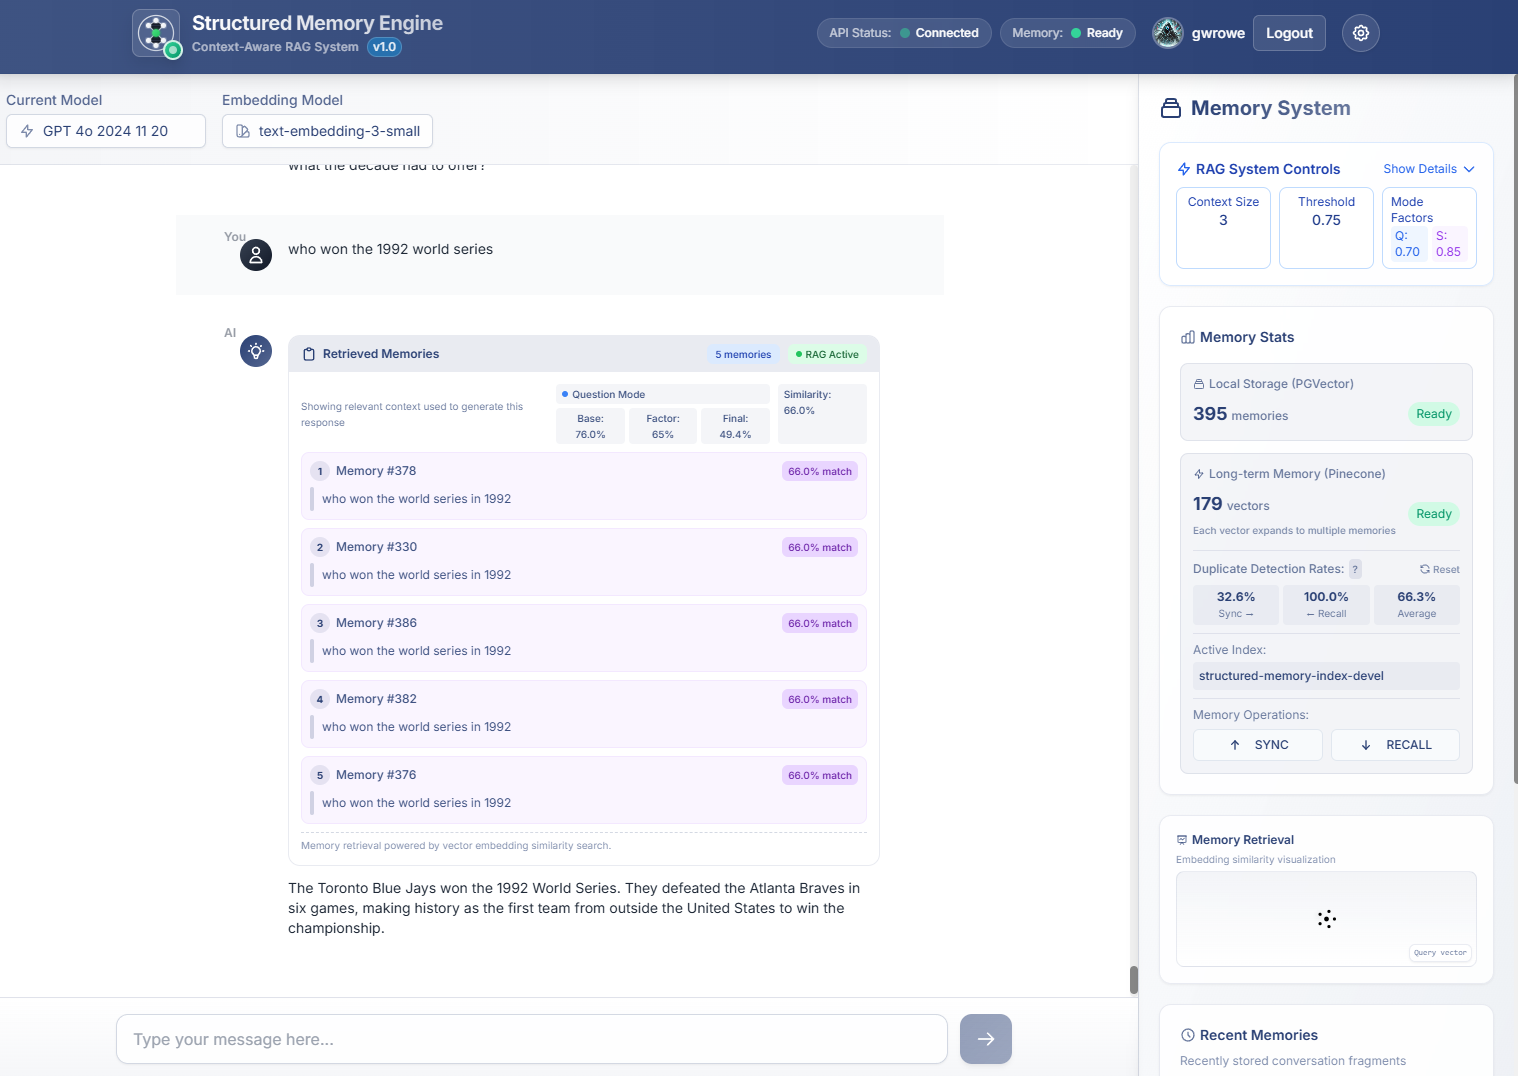 Structured Memory Engine
Context-Aware RAG System v1.0
API Status: Connected
Memory: Ready
gwrowe
Logout
Current Model
GPT 4o 2024 11 20
Embedding Model
text-embedding-3-small
what the decade had to offer?
You
who won the 1992 world series
AI
Retrieved Memories
5 memories
RAG Active
Showing relevant context used to generate this
response
Question Mode
Base:
76.0%
Factor:
65%
Final:
49.4%
Similarity:
66.0%
1 Memory #378 66.0% match
who won the world series in 1992
2 Memory #330 66.0% match
who won the world series in 1992
3 Memory #386 66.0% match
who won the world series in 1992
4 Memory #382 66.0% match
who won the world series in 1992
5 Memory #376 66.0% match
who won the world series in 1992
Memory retrieval powered by vector embedding similarity search.
The Toronto Blue Jays won the 1992 World Series. They defeated the Atlanta Braves in
six games, making history as the first team from outside the United States to win the
championship.
Type your message here...
Memory System
RAG System Controls
Show Details
Context Size
3
Threshold
0.75
Mode
Factors
Q:
0.70
S:
0.85
Memory Stats
Local Storage (PGVector)
395 memories
Ready
Long-term Memory (Pinecone)
179 vectors
Ready
Each vector expands to multiple memories
Duplicate Detection Rates: ?
Reset
32.6%
Sync →
100.0%
← Recall
66.3%
Average
Active Index:
structured-memory-index-devel
Memory Operations:
↑ SYNC
↓ RECALL
Memory Retrieval
Embedding similarity visualization
Query vector
Recent Memories
Recently stored conversation fragments